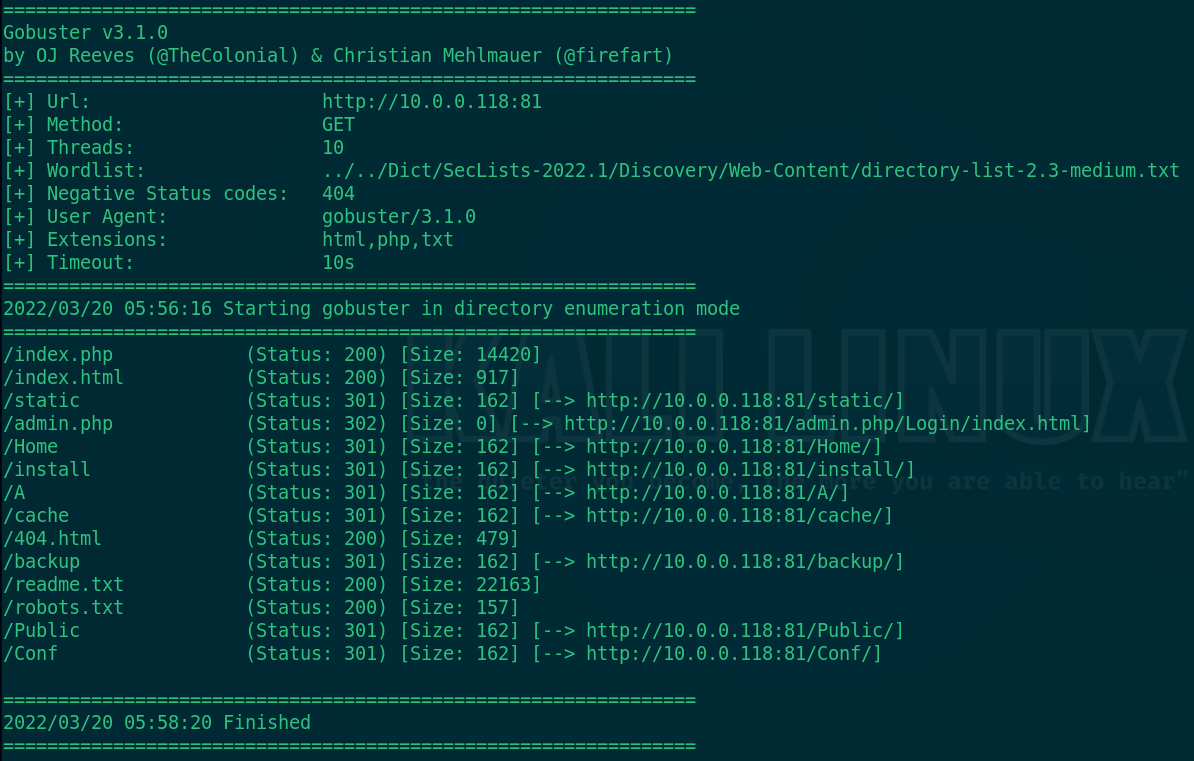 ===============================================================
Gobuster v3.1.0
by OJ Reeves (@TheColonial) & Christian Mehlmauer (@firefart)
===============================================================
[+] Url:                     http://10.0.0.118:81
[+] Method:                  GET
[+] Threads:                 10
[+] Wordlist:                ../../Dict/SecLists-2022.1/Discovery/Web-Content/directory-list-2.3-medium.txt
[+] Negative Status codes:   404
[+] User Agent:              gobuster/3.1.0
[+] Extensions:              html,php,txt
[+] Timeout:                 10s
===============================================================
2022/03/20 05:56:16 Starting gobuster in directory enumeration mode
===============================================================
/index.php            (Status: 200) [Size: 14420]
/index.html           (Status: 200) [Size: 917]
/static               (Status: 301) [Size: 162] [--> http://10.0.0.118:81/static/]
/admin.php            (Status: 302) [Size: 0] [--> http://10.0.0.118:81/admin.php/Login/index.html]
/Home                 (Status: 301) [Size: 162] [--> http://10.0.0.118:81/Home/]
/install              (Status: 301) [Size: 162] [--> http://10.0.0.118:81/install/]
/A                    (Status: 301) [Size: 162] [--> http://10.0.0.118:81/A/]
/cache                (Status: 301) [Size: 162] [--> http://10.0.0.118:81/cache/]
/404.html             (Status: 200) [Size: 479]
/backup               (Status: 301) [Size: 162] [--> http://10.0.0.118:81/backup/]
/readme.txt           (Status: 200) [Size: 22163]
/robots.txt           (Status: 200) [Size: 157]
/Public               (Status: 301) [Size: 162] [--> http://10.0.0.118:81/Public/]
/Conf                 (Status: 301) [Size: 162] [--> http://10.0.0.118:81/Conf/]
===============================================================
2022/03/20 05:58:20 Finished
===============================================================
KALI LINUX
you are able to hear"